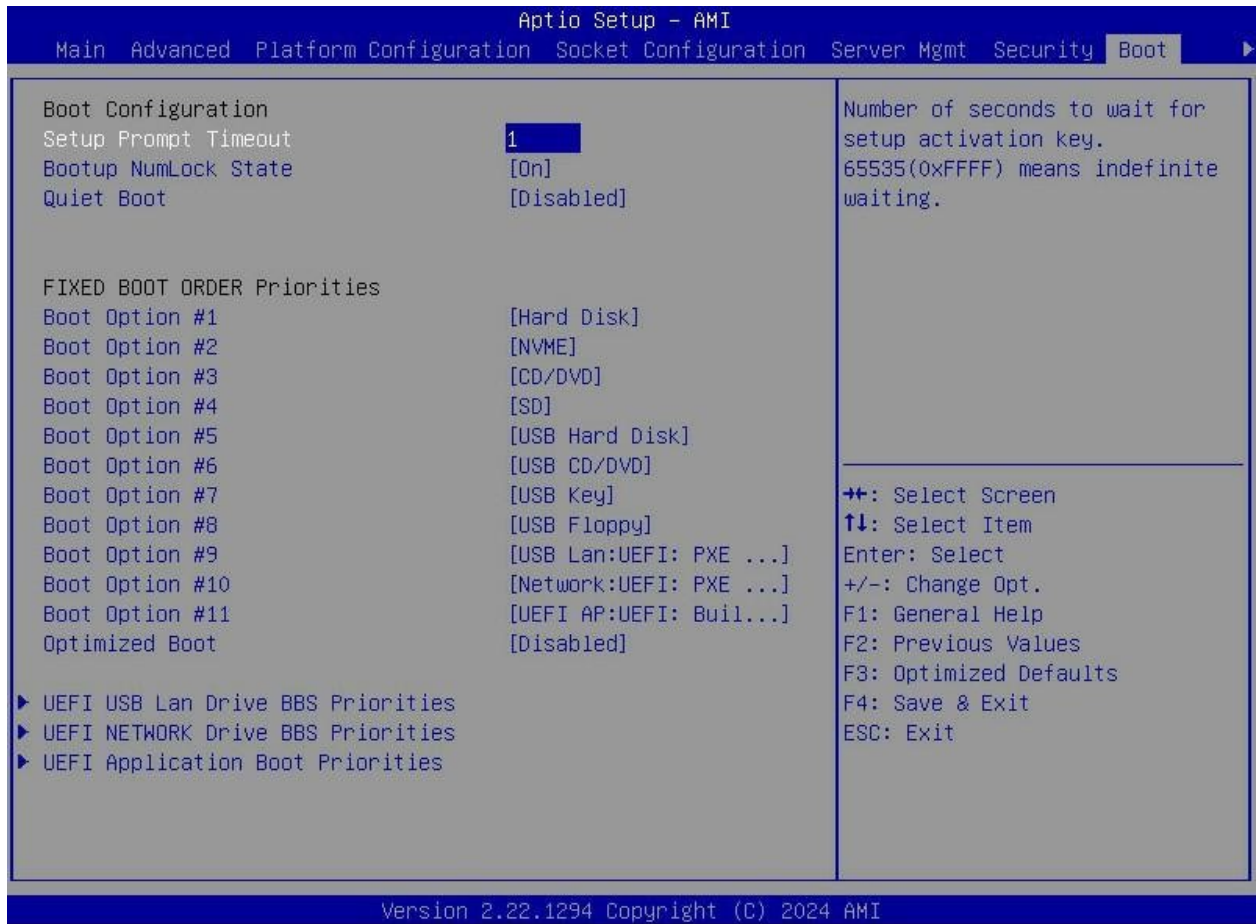 Aptio Setup – AMI
Main Advanced Platform Configuration Socket Configuration Server Mgmt Security Boot
Boot Configuration
Setup Prompt Timeout 1
Bootup NumLock State [On]
Quiet Boot [Disabled]
FIXED BOOT ORDER Priorities
Boot Option #1 [Hard Disk]
Boot Option #2 [NVME]
Boot Option #3 [CD/DVD]
Boot Option #4 [SD]
Boot Option #5 [USB Hard Disk]
Boot Option #6 [USB CD/DVD]
Boot Option #7 [USB Key]
Boot Option #8 [USB Floppy]
Boot Option #9 [USB Lan:UEFI: PXE ...]
Boot Option #10 [Network:UEFI: PXE ...]
Boot Option #11 [UEFI AP:UEFI: Buil...]
Optimized Boot [Disabled]
UEFI USB Lan Drive BBS Priorities
UEFI NETWORK Drive BBS Priorities
UEFI Application Boot Priorities
Number of seconds to wait for
setup activation key.
65535(0xFFFF) means indefinite
waiting.
→←: Select Screen
↑↓: Select Item
Enter: Select
+/-: Change Opt.
F1: General Help
F2: Previous Values
F3: Optimized Defaults
F4: Save & Exit
ESC: Exit
Version 2.22.1294 Copyright (C) 2024 AMI